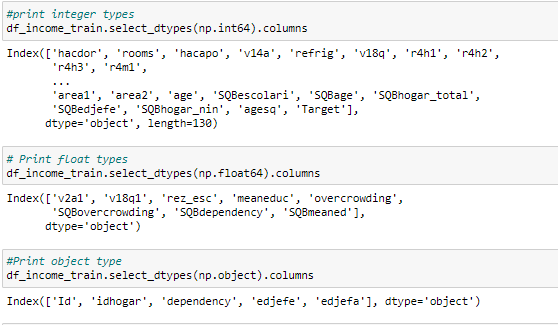 #print integer types
df_income_train.select_dtypes(np.int64).columns
Index(['hacdor', 'rooms', 'hacapo', 'v14a', 'refrig', 'v18q', 'r4h1', 'r4h2',
'r4h3', 'r4m1',
...
'area1', 'area2', 'age', 'SQBescolari', 'SQBage', 'SQBhogar_total',
'SQBedjefe', 'SQBhogar_nin', 'agesq', 'Target'],
dtype='object', length=130)
# Print float types
df_income_train.select_dtypes(np.float64).columns
Index(['v2a1', 'v18q1', 'rez_esc', 'meaneduc', 'overcrowding',
'SQBovercrowding', 'SQBdependency', 'SQBmeaned'],
dtype='object')
#Print object type
df_income_train.select_dtypes(np.object).columns
Index(['Id', 'idhogar', 'dependency', 'edjefe', 'edjefa'], dtype='object')